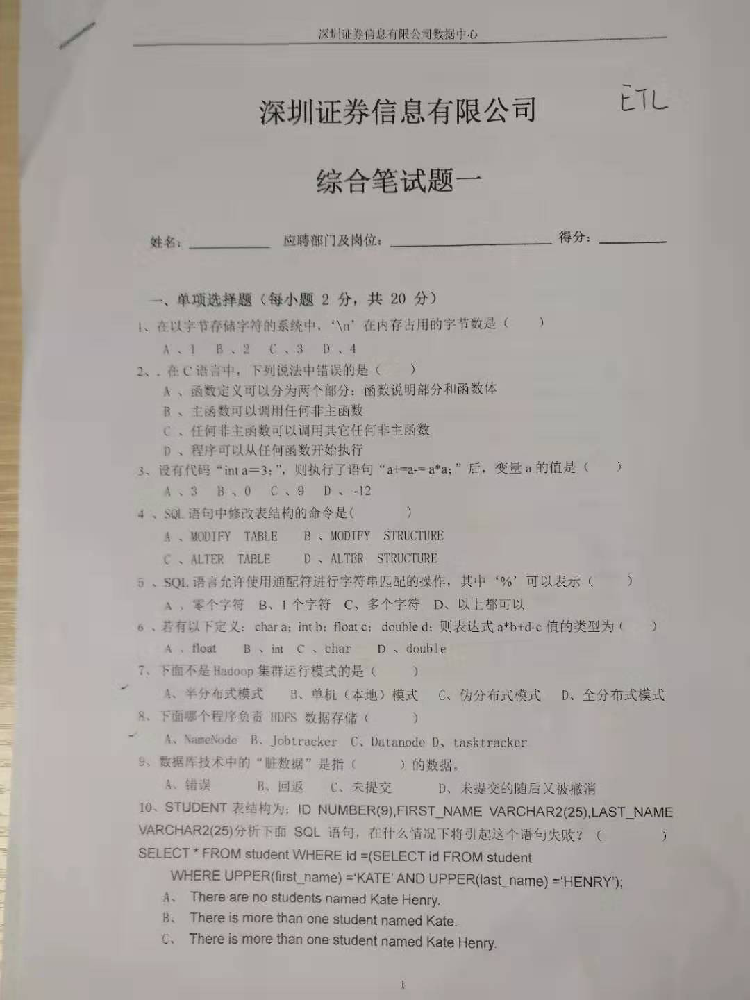 深圳证券信息有限公司数据中心
ETL
深圳证券信息有限公司
综合笔试题一
姓名：________ 应聘部门及岗位：________________ 得分：________
一、单项选择题（每小题 2 分，共 20 分）
1、在以字节存储字符的系统中，‘\n’在内存占用的字节数是（ ）
A 、1 B 、2 C 、3 D 、4
2、. 在 C 语言中，下列说法中错误的是（ ）
A 、函数定义可以分为两个部分：函数说明部分和函数体
B 、主函数可以调用任何非主函数
C 、任何非主函数可以调用其它任何非主函数
D 、程序可以从任何函数开始执行
3、设有代码“int a＝3；”，则执行了语句“a+=a-= a*a；”后，变量 a 的值是（ ）
A 、3 B 、0 C 、9 D 、-12
4 、SQL 语句中修改表结构的命令是( )
A 、MODIFY TABLE B 、MODIFY STRUCTURE
C 、ALTER TABLE D 、ALTER STRUCTURE
5 、SQL 语言允许使用通配符进行字符串匹配的操作，其中‘%’可以表示（ ）
A 、零个字符 B、1 个字符 C、多个字符 D、以上都可以
6 、若有以下定义：char a；int b；float c；double d；则表达式 a*b+d-c 值的类型为（ ）
A 、float B 、int C 、char D 、double
7、下面不是 Hadoop 集群运行模式的是（ ）
A、半分布式模式 B、单机（本地）模式 C、伪分布式模式 D、全分布式模式
8、下面哪个程序负责 HDFS 数据存储（ ）
A、NameNode B、Jobtracker C、Datanode D、tasktracker
9、数据库技术中的“脏数据”是指（ ）的数据。
A、错误 B、回返 C、未提交 D、未提交的随后又被撤消
10、STUDENT 表结构为：ID NUMBER(9),FIRST_NAME VARCHAR2(25),LAST_NAME
VARCHAR2(25)分析下面 SQL 语句，在什么情况下将引起这个语句失败？（ ）
SELECT * FROM student WHERE id =(SELECT id FROM student
WHERE UPPER(first_name) =‘KATE’ AND UPPER(last_name) =‘HENRY’);
A、 There are no students named Kate Henry.
B、 There is more than one student named Kate.
C、 There is more than one student named Kate Henry.
i